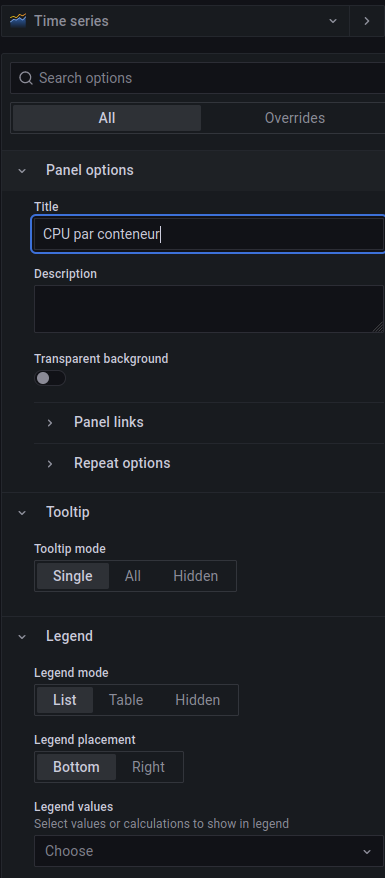 Time series
Search options
All Overrides
Panel options
Title
CPU par conteneur
Description
Transparent background
Panel links
Repeat options
Tooltip
Tooltip mode
Single All Hidden
Legend
Legend mode
List Table Hidden
Legend placement
Bottom Right
Legend values
Select values or calculations to show in legend
Choose